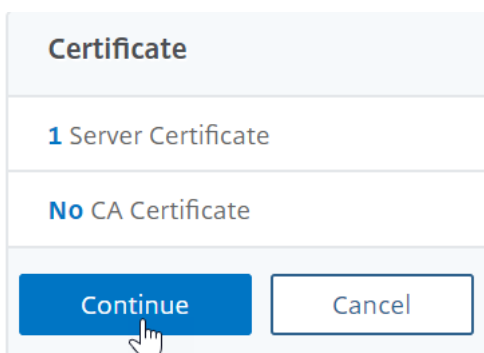 Certificate
1 Server Certificate
No CA Certificate
Continue Cancel